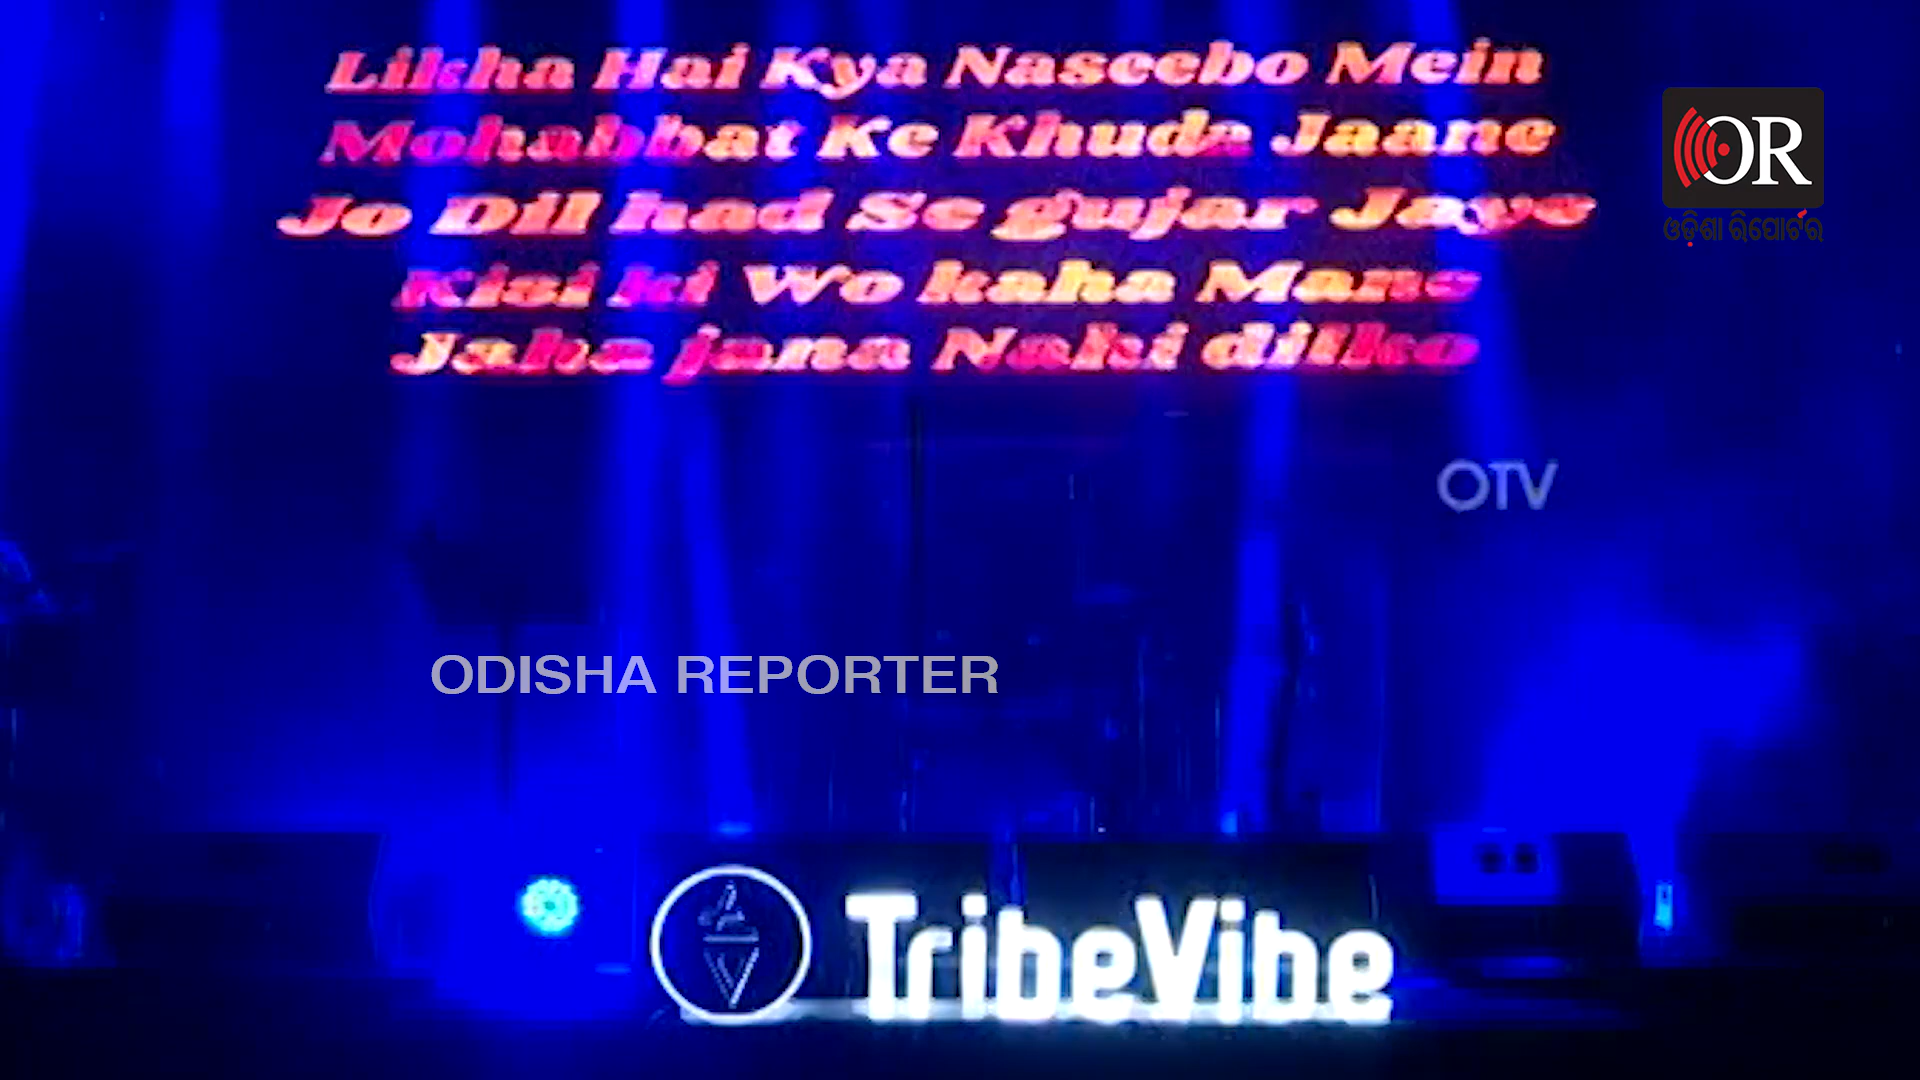 Likha Hai Kya Naseebo Mein
Mohabbat Ke Khuda Jaane
Jo Dil had Se gujar Jaye
Kisi ki Wo kaha Mane
Jaha jana Nahi dilko
OR
ଓଡ଼ିଶା ରିପୋର୍ଟର
OTV
ODISHA REPORTER
TribeVibe